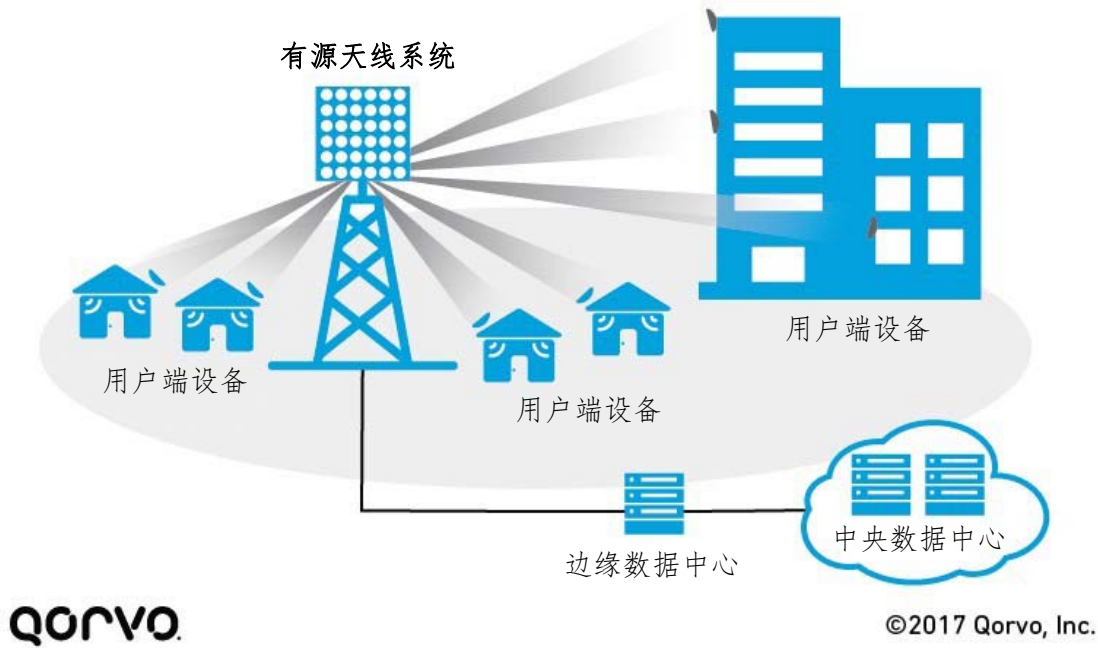 有源天线系统
用户端设备
用户端设备
用户端设备
边缘数据中心
中央数据中心
QORVO
©2017 Qorvo, Inc.